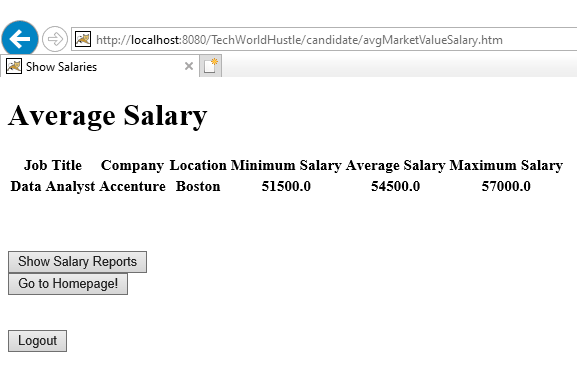 http://localhost:8080/TechWorldHustle/candidate/avgMarketValueSalary.htm
Show Salaries
Average Salary
Job Title Company Location Minimum Salary Average Salary Maximum Salary
Data Analyst Accenture Boston 51500.0 54500.0 57000.0
Show Salary Reports
Go to Homepage!
Logout